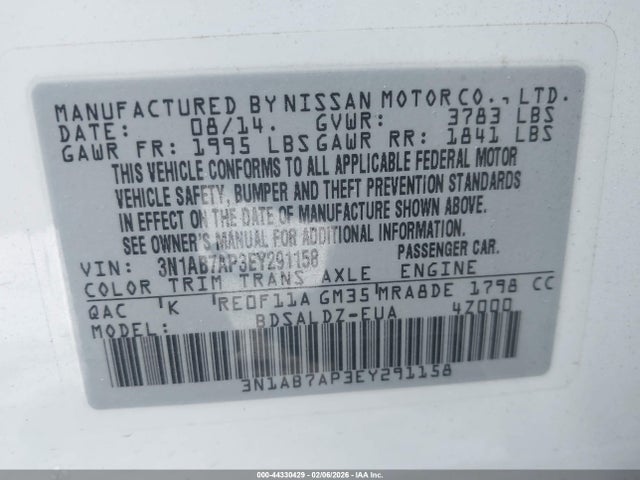 MANUFACTURED BY NISSAN MOTOR CO., LTD.
DATE: 08/14. GVWR: 3783 LBS
GAWR FR: 1995 LBS GAWR RR: 1841 LBS
THIS VEHICLE CONFORMS TO ALL APPLICABLE FEDERAL MOTOR
VEHICLE SAFETY, BUMPER AND THEFT PREVENTION STANDARDS
IN EFFECT ON THE DATE OF MANUFACTURE SHOWN ABOVE.
SEE OWNER'S MANUAL FOR ADDITIONAL INFORMATION.
VIN: 3N1AB7AP3EY291158 PASSENGER CAR.
COLOR TRIM TRANS AXLE ENGINE
QAC K RE0F11A GM35 MRA8DE 1798 CC
MODEL: BDSALDZ-EUA 4Z000
3N1AB7AP3EY291158
000-44330429 - 02/06/2026 - IAA, Inc.